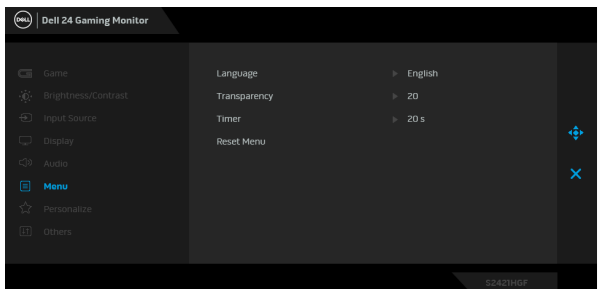 DELL
Dell 24 Gaming Monitor
Game
Brightness/Contrast
Input Source
Display
Audio
Menu
Personalize
Others
Language English
Transparency 20
Timer 20 s
Reset Menu
S2421HGF